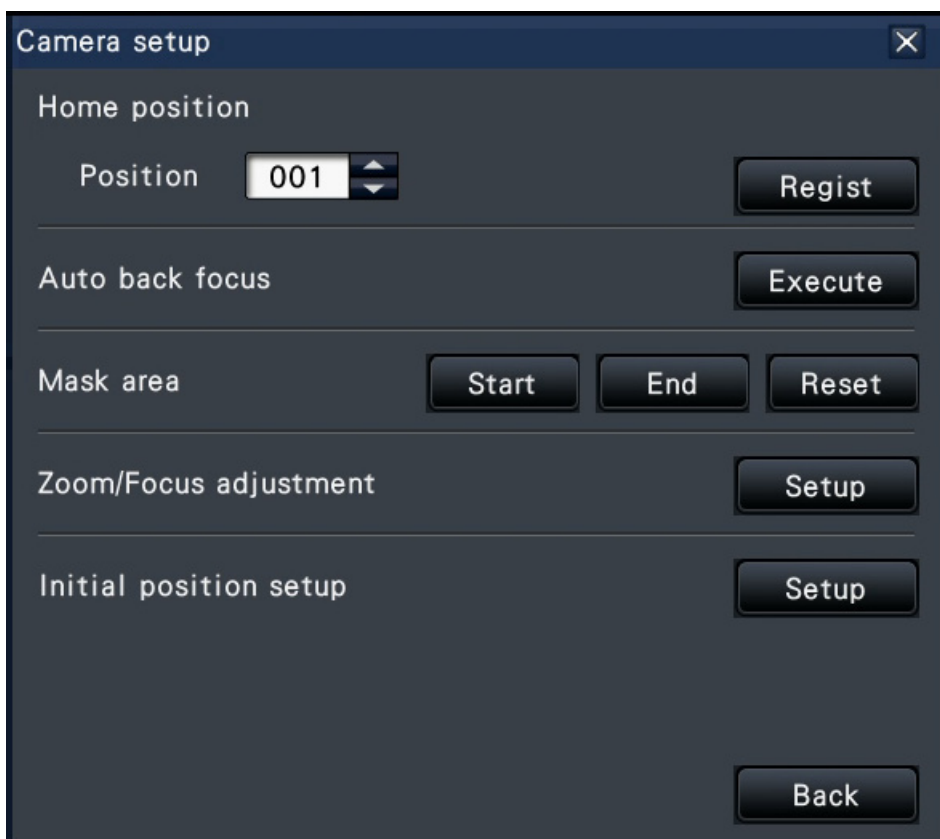 Camera setup
Home position
Position 001 Regist
Auto back focus Execute
Mask area Start End Reset
Zoom/Focus adjustment Setup
Initial position setup Setup
Back